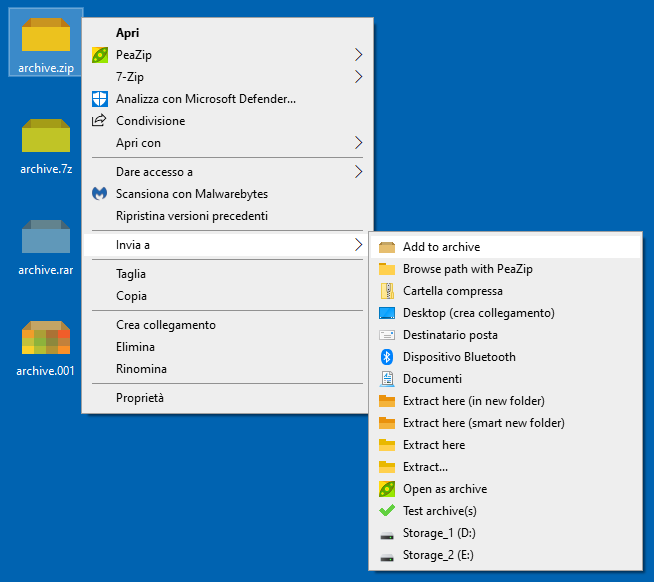 archive.zip
archive.7z
archive.rar
archive.001
Apri
PeaZip
7-Zip
Analizza con Microsoft Defender...
Condivisione
Apri con
Dare accesso a
Scansiona con Malwarebytes
Ripristina versioni precedenti
Invia a
Taglia
Copia
Crea collegamento
Elimina
Rinomina
Proprietà
Add to archive
Browse path with PeaZip
Cartella compressa
Desktop (crea collegamento)
Destinatario posta
Dispositivo Bluetooth
Documenti
Extract here (in new folder)
Extract here (smart new folder)
Extract here
Extract...
Open as archive
Test archive(s)
Storage_1 (D:)
Storage_2 (E:)